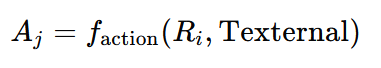 A_j = f_action(R_i, Texternal)